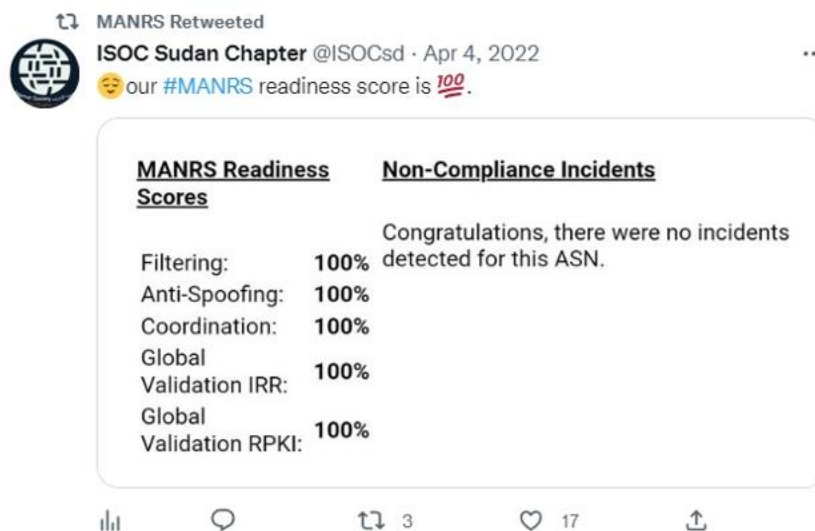 MANRS Retweeted
ISOC Sudan Chapter @ISOCsd · Apr 4, 2022
😌our #MANRS readiness score is 💯.
MANRS Readiness
Scores
Filtering: 100%
Anti-Spoofing: 100%
Coordination: 100%
Global
Validation IRR: 100%
Global
Validation RPKI: 100%
Non-Compliance Incidents
Congratulations, there were no incidents
detected for this ASN.
3
17